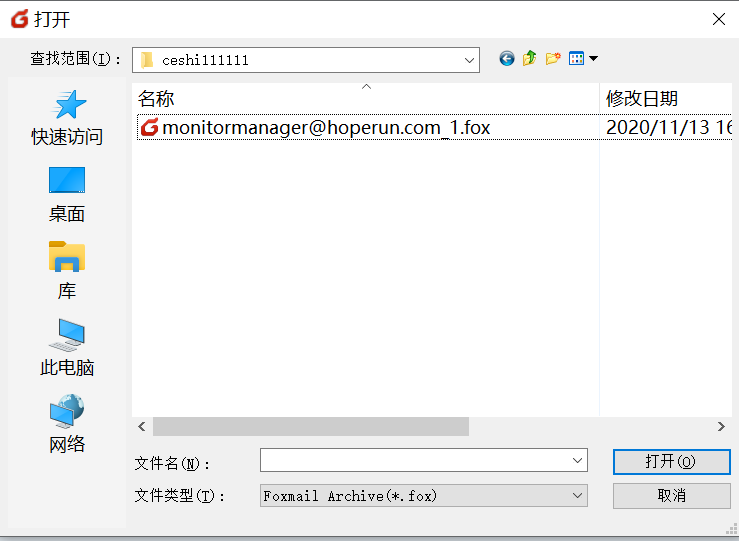 打开
查找范围(I):
ceshi111111
名称
修改日期
monitormanager@hoperun.com_1.fox
2020/11/13 16
快速访问
桌面
库
此电脑
网络
文件名(N):
打开(O)
文件类型(T):
Foxmail Archive(*.fox)
取消